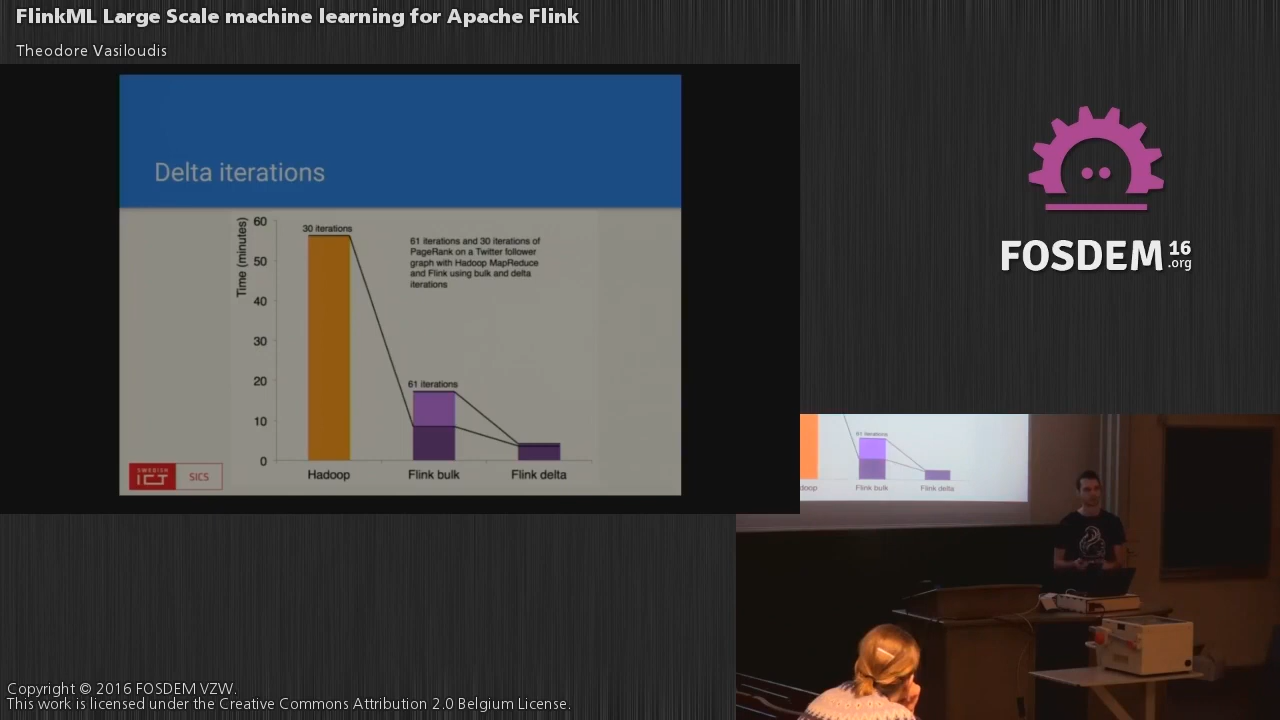 FlinkML Large Scale machine learning for Apache Flink
Theodore Vasiloudis
Delta iterations
Time (minutes)
60
50
40
30
20
10
0
30 iterations
61 iterations and 30 iterations of
PageRank on a Twitter follower
graph with Hadoop MapReduce
and Flink using bulk and delta
iterations
61 iterations
Hadoop
Flink bulk
Flink delta
SWEDISH
ICT
SICS
FOSDEM 16
.org
61 iterations
doop
Flink bulk
Flink delta
Copyright © 2016 FOSDEM VZW.
This work is licensed under the Creative Commons Attribution 2.0 Belgium License.